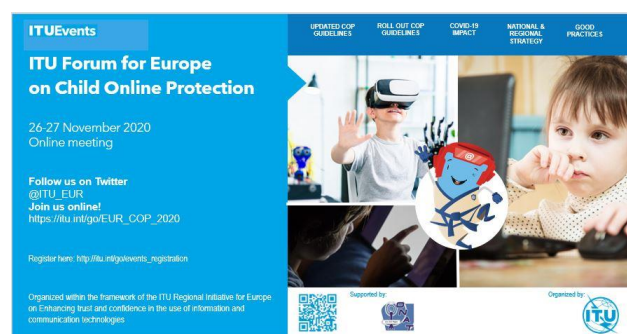 ITUEvents
ITU Forum for Europe
on Child Online Protection
26-27 November 2020
Online meeting
Follow us on Twitter
@ITU_EUR
Join us online!
https://itu.int/go/EUR_COP_2020
Register here: http://itu.int/go/events_registration
Organized within the framework of the ITU Regional Initiative for Europe
on Enhancing trust and confidence in the use of information and
communication technologies
UPDATED COP
GUIDELINES
ROLL OUT COP
GUIDELINES
COVID-19
IMPACT
NATIONAL &
REGIONAL
STRATEGY
GOOD
PRACTICES
@
Supported by:
Organized by:
ITU